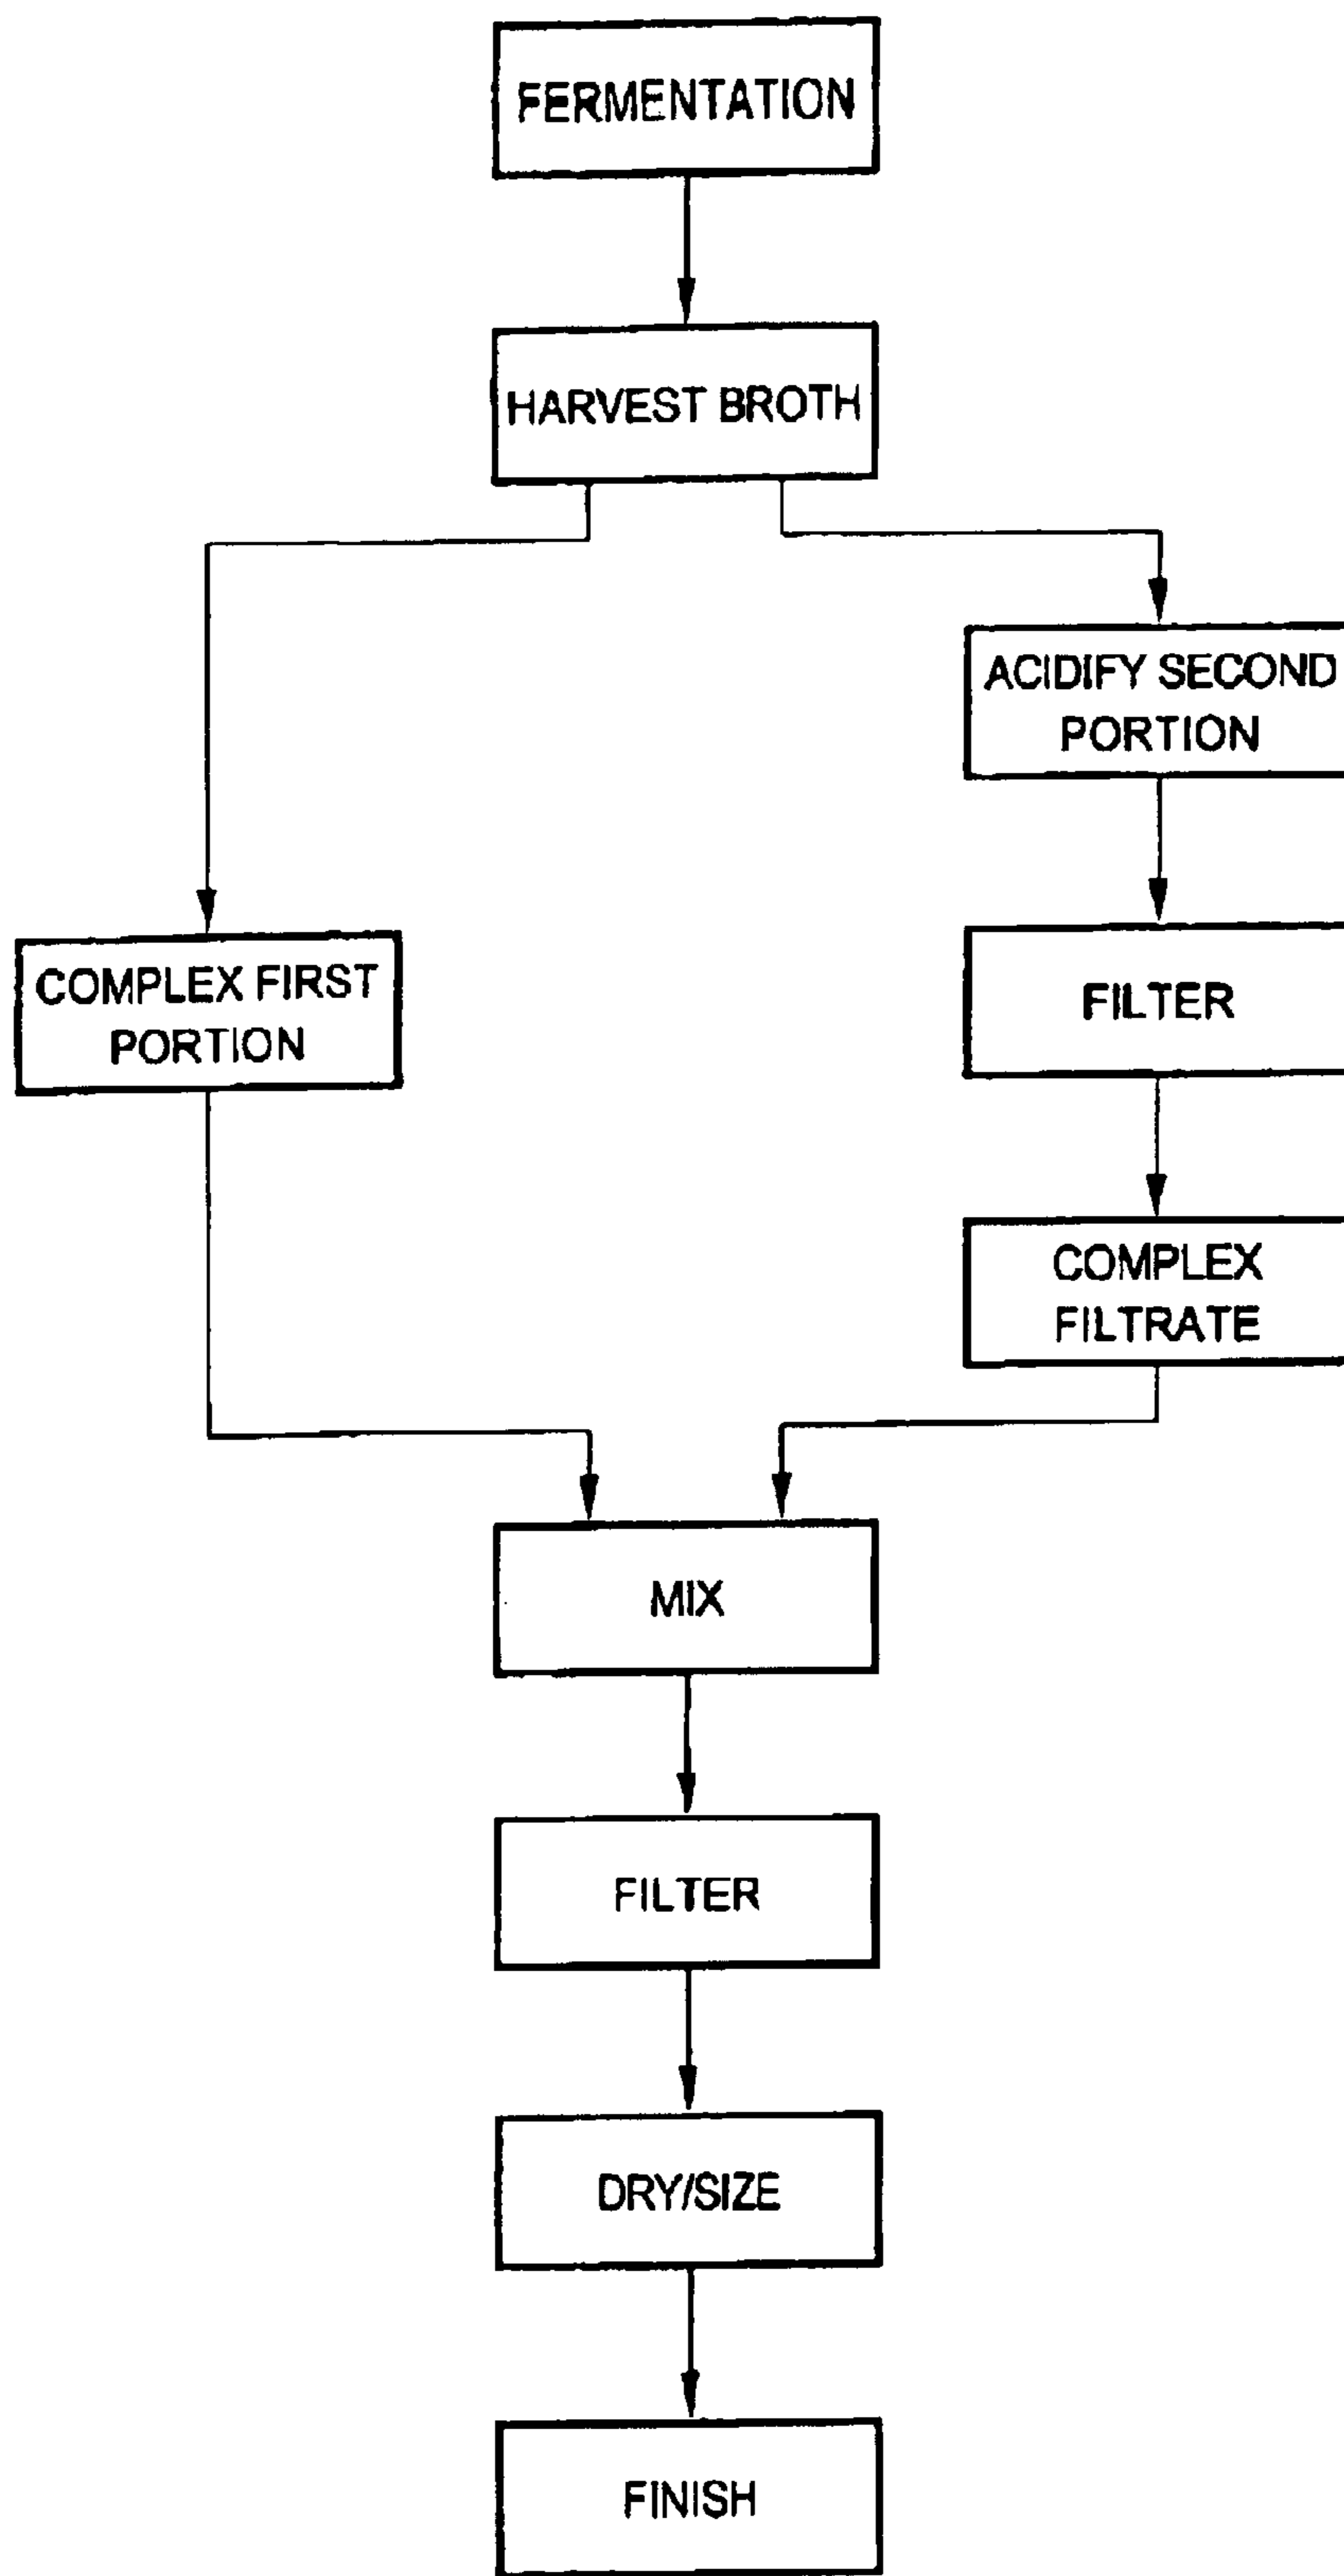 FERMENTATION
HARVEST BROTH
ACIDIFY SECOND
PORTION
COMPLEX FIRST
PORTION
FILTER
COMPLEX
FILTRATE
MIX
FILTER
DRY/SIZE
FINISH